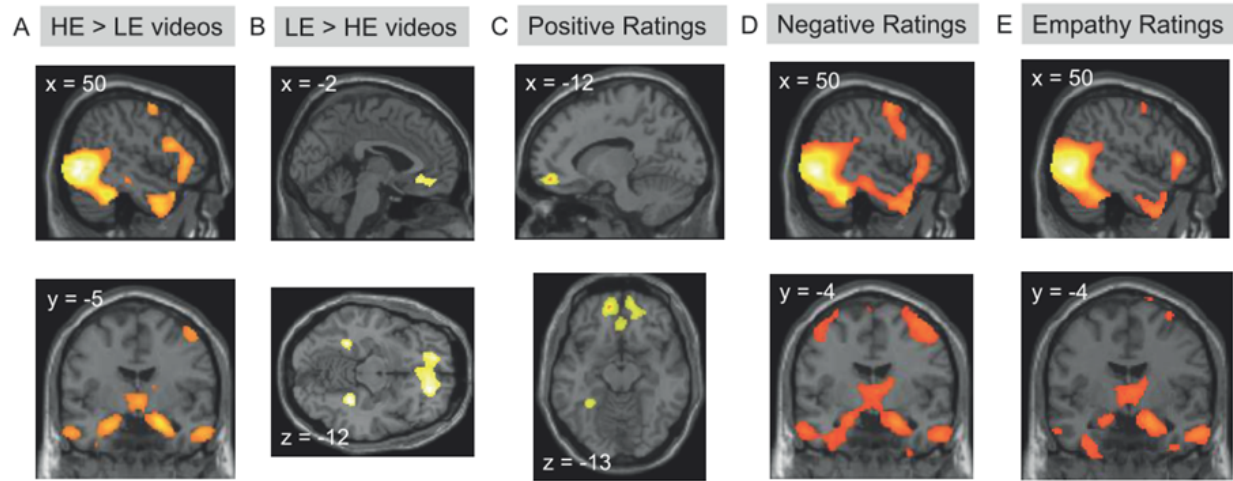 A HE > LE videos B LE > HE videos C Positive Ratings D Negative Ratings E Empathy Ratings
x = 50 x = -2 x = -12 x = 50 x = 50
y = -5 y = -4 y = -4
z = -12 z = -13